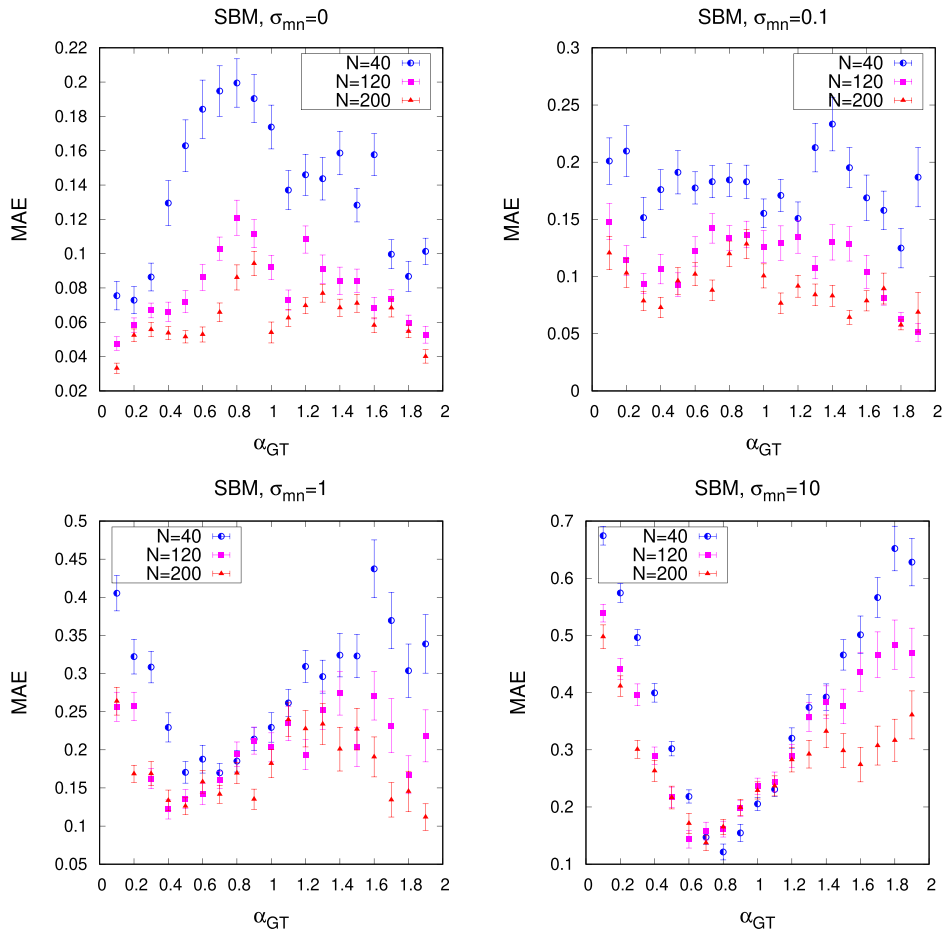 SBM, σmn=0
0.22
0.2
0.18
0.16
0.14
0.12
0.1
0.08
0.06
0.04
0.02
MAE
N=40
N=120
N=200
0 0.2 0.4 0.6 0.8 1 1.2 1.4 1.6 1.8 2
αGT
SBM, σmn=0.1
0.3
0.25
0.2
0.15
0.1
0.05
0
MAE
N=40
N=120
N=200
0 0.2 0.4 0.6 0.8 1 1.2 1.4 1.6 1.8 2
αGT
SBM, σmn=1
0.5
0.45
0.4
0.35
0.3
0.25
0.2
0.15
0.1
0.05
MAE
N=40
N=120
N=200
0 0.2 0.4 0.6 0.8 1 1.2 1.4 1.6 1.8 2
αGT
SBM, σmn=10
0.7
0.6
0.5
0.4
0.3
0.2
0.1
MAE
N=40
N=120
N=200
0 0.2 0.4 0.6 0.8 1 1.2 1.4 1.6 1.8 2
αGT